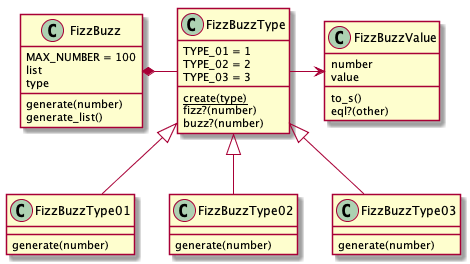 C FizzBuzz
MAX_NUMBER = 100
list
type
generate(number)
generate_list()
C FizzBuzzType
TYPE_01 = 1
TYPE_02 = 2
TYPE_03 = 3
create(type)
fizz?(number)
buzz?(number)
C FizzBuzzValue
number
value
to_s()
eql?(other)
C FizzBuzzType01
generate(number)
C FizzBuzzType02
generate(number)
C FizzBuzzType03
generate(number)